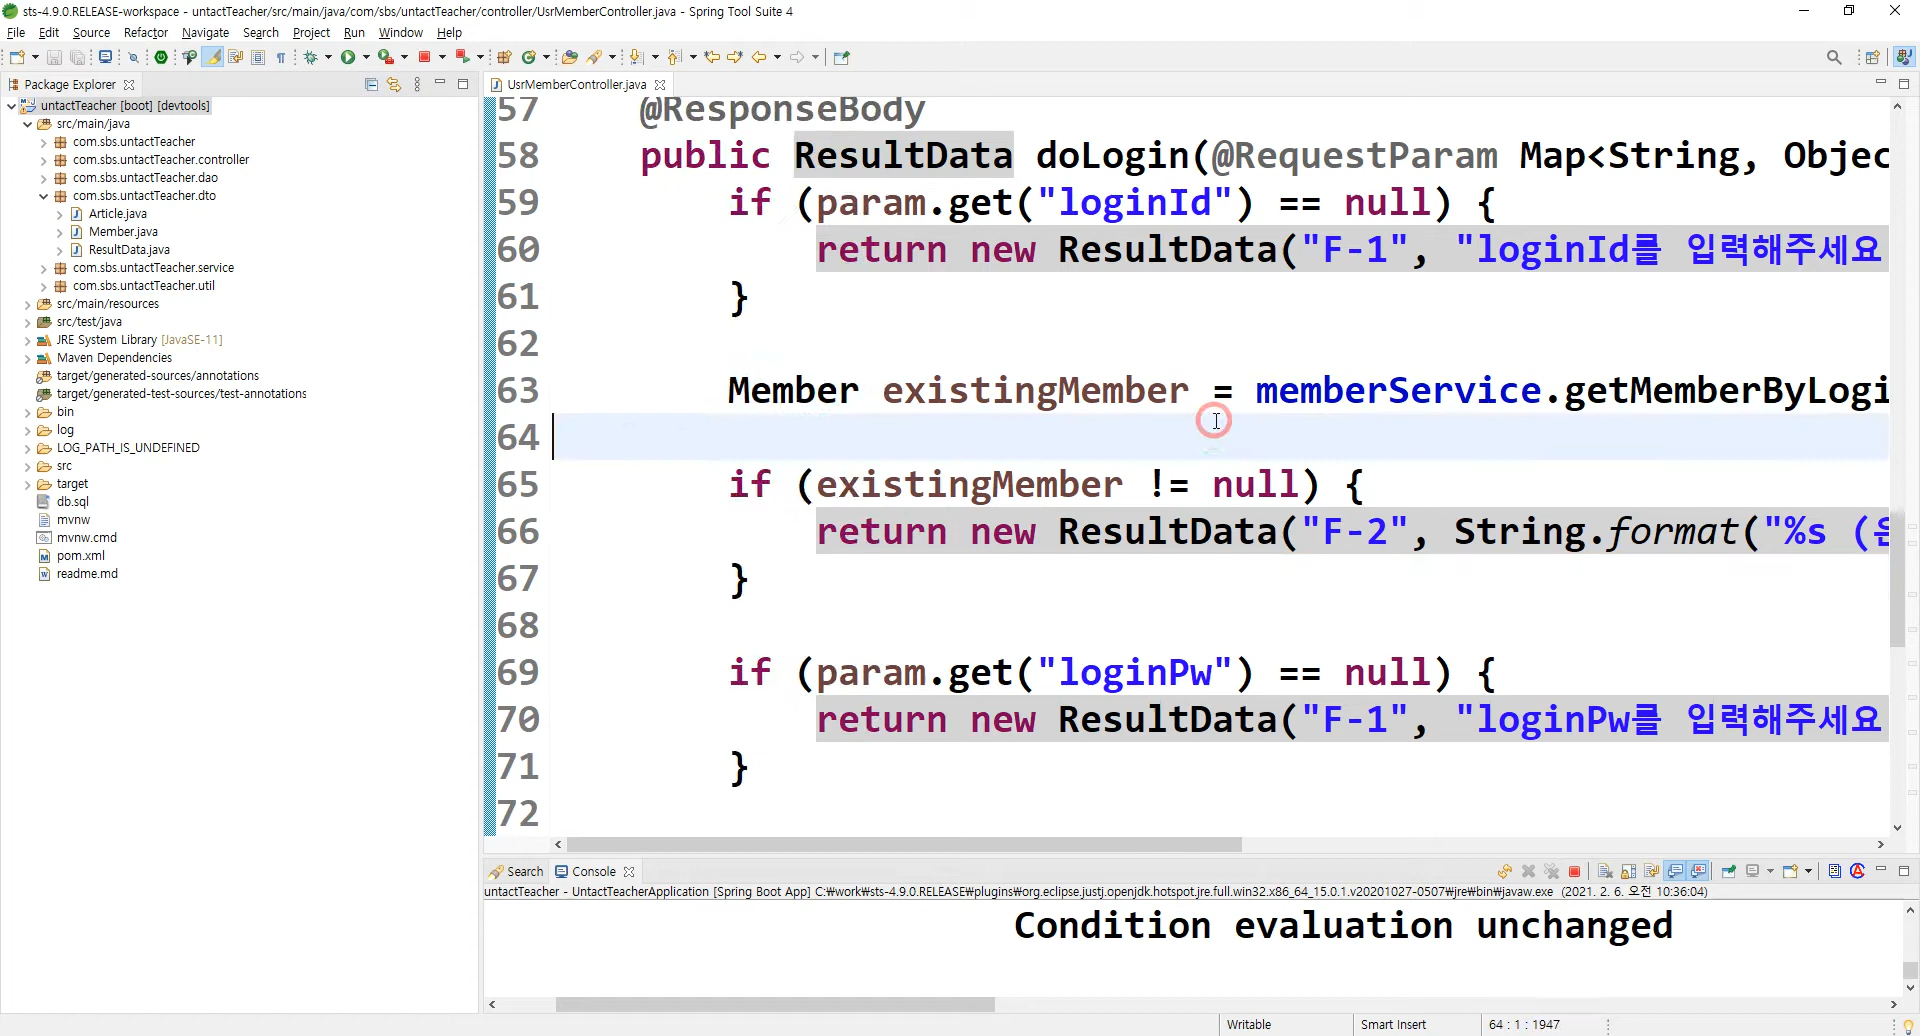 sts-4.9.0.RELEASE-workspace - untactTeacher/src/main/java/com/sbs/untactTeacher/controller/UsrMemberController.java - Spring Tool Suite 4
File Edit Source Refactor Navigate Search Project Run Window Help
Package Explorer
UsrMemberController.java
untactTeacher [boot] [devtools]
src/main/java
com.sbs.untactTeacher
com.sbs.untactTeacher.controller
com.sbs.untactTeacher.dao
com.sbs.untactTeacher.dto
Article.java
Member.java
ResultData.java
com.sbs.untactTeacher.service
com.sbs.untactTeacher.util
src/main/resources
src/test/java
JRE System Library [JavaSE-11]
Maven Dependencies
target/generated-sources/annotations
target/generated-test-sources/test-annotations
bin
log
LOG_PATH_IS_UNDEFINED
src
target
db.sql
mvnw
mvnw.cmd
pom.xml
readme.md
57 @ResponseBody
58 public ResultData doLogin(@RequestParam Map<String, Objec
59 if (param.get("loginId") == null) {
60 return new ResultData("F-1", "loginId를 입력해주세요
61 }
62
63 Member existingMember = memberService.getMemberByLogi
64
65 if (existingMember != null) {
66 return new ResultData("F-2", String.format("%s (은
67 }
68
69 if (param.get("loginPw") == null) {
70 return new ResultData("F-1", "loginPw를 입력해주세요
71 }
72
Search Console
untactTeacher - UntactTeacherApplication [Spring Boot App] C:₩work₩sts-4.9.0.RELEASE₩plugins₩org.eclipse.justj.openjdk.hotspot.jre.full.win32.x86_64_15.0.1.v20201027-0507₩jre₩bin₩javaw.exe (2021. 2. 6. 오전 10:36:04)
Condition evaluation unchanged
Writable Smart Insert 64 : 1 : 1947